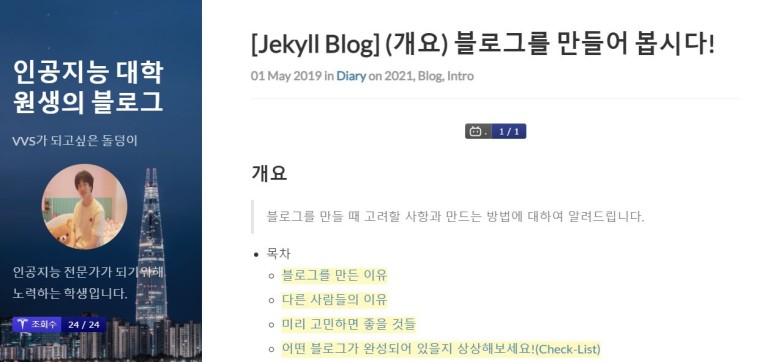 인공지능 대학
원생의 블로그
VVS가 되고싶은 돌덩이
인공지능 전문가가 되기위해
노력하는 학생입니다.
조회수 24 / 24
[Jekyll Blog] (개요) 블로그를 만들어 봅시다!
01 May 2019 in Diary on 2021, Blog, Intro
. 1 / 1
개요
블로그를 만들 때 고려할 사항과 만드는 방법에 대하여 알려드립니다.
목차
블로그를 만든 이유
다른 사람들의 이유
미리 고민하면 좋을 것들
어떤 블로그가 완성되어 있을지 상상해보세요!(Check-List)